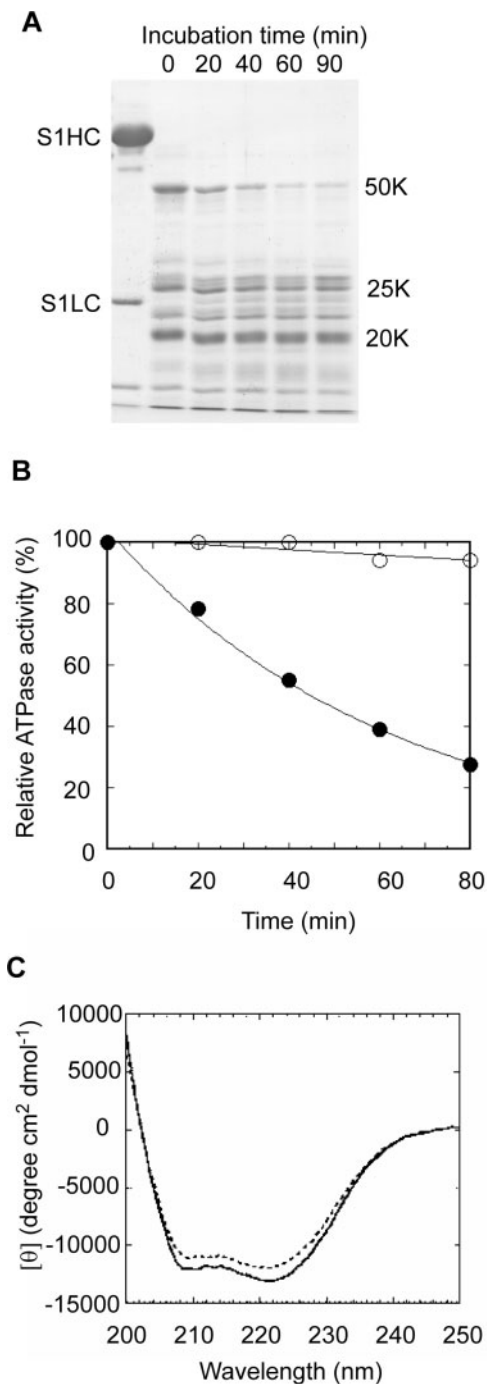 A
Incubation time (min)
0 20 40 60 90
S1HC
50K
S1LC
25K
20K
B
Relative ATPase activity (%)
100
80
60
40
20
0
0 20 40 60 80
Time (min)
C
[θ] (degree cm² dmol⁻¹)
10000
5000
0
-5000
-10000
-15000
200 210 220 230 240 250
Wavelength (nm)